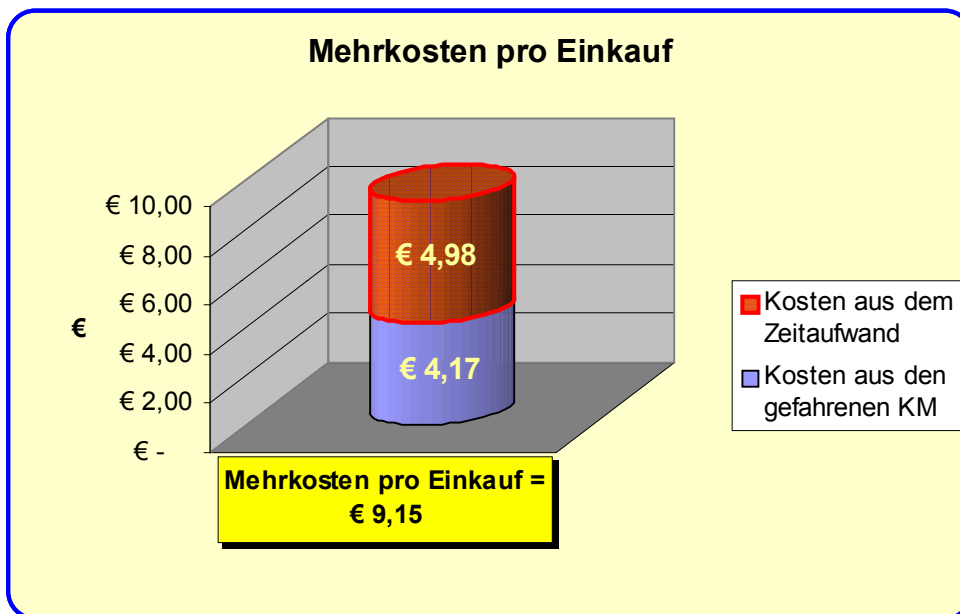 Mehrkosten pro Einkauf
€ 10,00
€ 8,00
€ 6,00
€ 4,00
€ 2,00
€ -
€
€ 4,98
€ 4,17
Mehrkosten pro Einkauf =
€ 9,15
Kosten aus dem
Zeitaufwand
Kosten aus den
gefahrenen KM